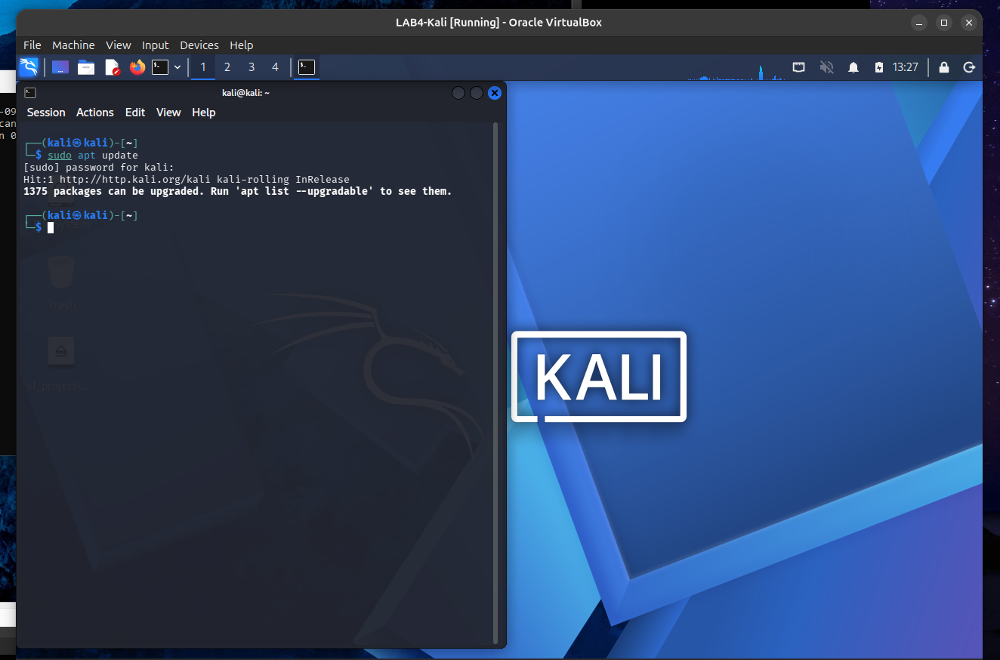 LAB4-Kali [Running] - Oracle VirtualBox
File Machine View Input Devices Help
1 2 3 4 13:27
kali@kali: ~
Session Actions Edit View Help
-09
can
n 0
┌──(kali㉿kali)-[~]
└─$ sudo apt update
[sudo] password for kali:
Hit:1 http://http.kali.org/kali kali-rolling InRelease
1375 packages can be upgraded. Run 'apt list --upgradable' to see them.
┌──(kali㉿kali)-[~]
└─$
Trash
sf_project-...
KALI